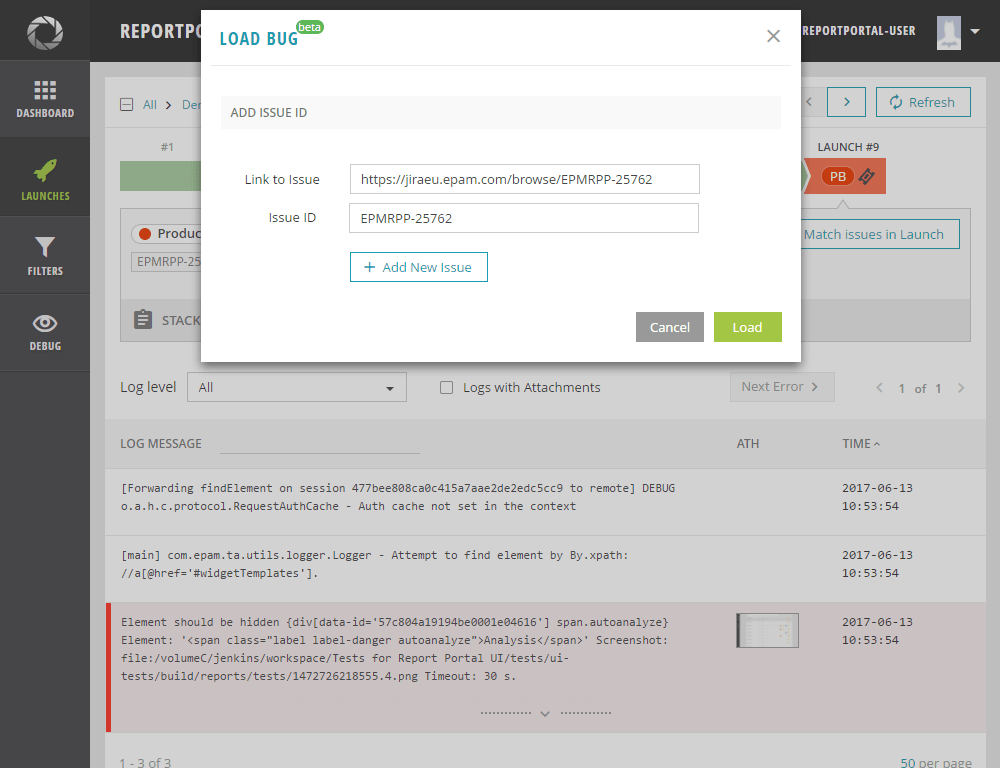 REPORTPO
REPORTPORTAL-USER
LOAD BUG beta
DASHBOARD
LAUNCHES
FILTERS
DEBUG
All
Refresh
#1
LAUNCH #9
PB
ADD ISSUE ID
Link to Issue https://jiraeu.epam.com/browse/EPMRPP-25762
Issue ID EPMRPP-25762
+ Add New Issue
Cancel Load
Produc
EPMRPP-25
Match issues in Launch
STACK
Log level All Logs with Attachments Next Error 1 of 1
LOG MESSAGE ATH TIME
[Forwarding findElement on session 477bee808ca0c415a7aae2de2edc5cc9 to remote] DEBUG
o.a.h.c.protocol.RequestAuthCache - Auth cache not set in the context
2017-06-13
10:53:54
[main] com.epam.ta.utils.logger.Logger - Attempt to find element by By.xpath:
//a[@href='#widgetTemplates'].
2017-06-13
10:53:54
Element should be hidden {div[data-id='57c804a19194be0001e04616'] span.autoanalyze}
Element: '<span class="label label-danger autoanalyze">Analysis</span>' Screenshot:
file:/volumeC/jenkins/workspace/Tests for Report Portal UI/tests/ui-
tests/build/reports/tests/1472726218555.4.png Timeout: 30 s.
2017-06-13
10:53:54
1 - 3 of 3
50 per page